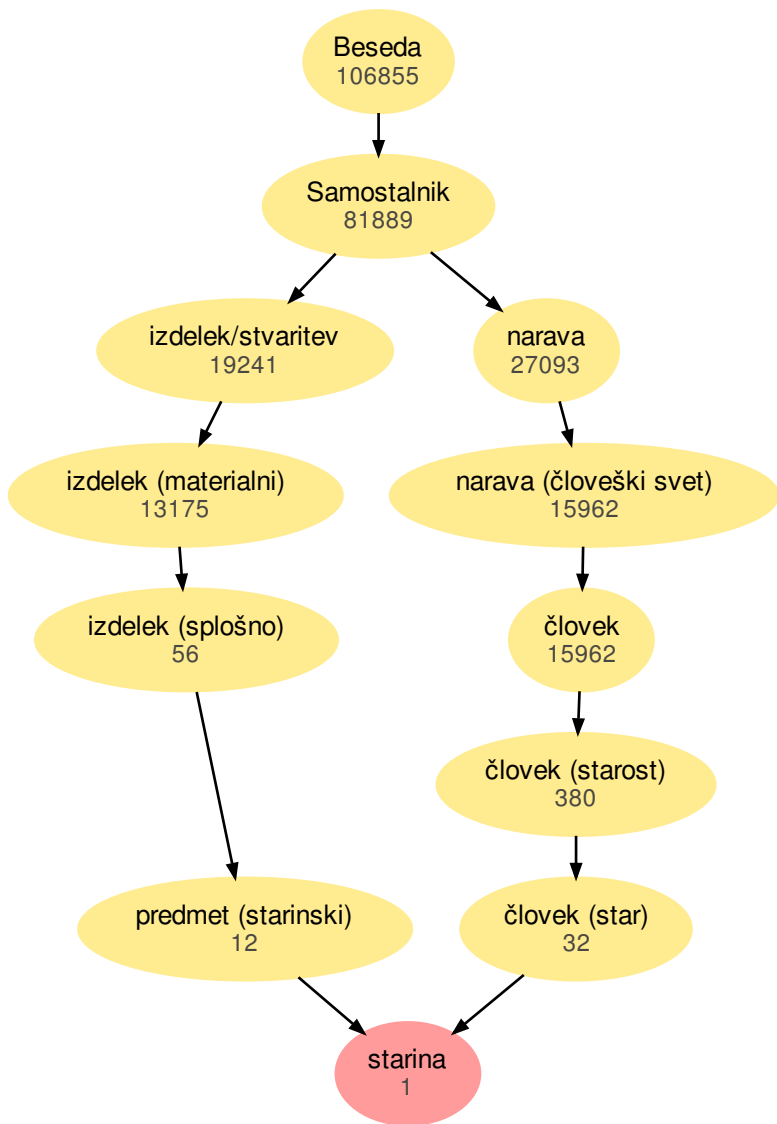 Beseda
106855
Samostalnik
81889
izdelek/stvaritev
19241
narava
27093
izdelek (materialni)
13175
narava (človeški svet)
15962
izdelek (splošno)
56
človek
15962
človek (starost)
380
predmet (starinski)
12
človek (star)
32
starina
1